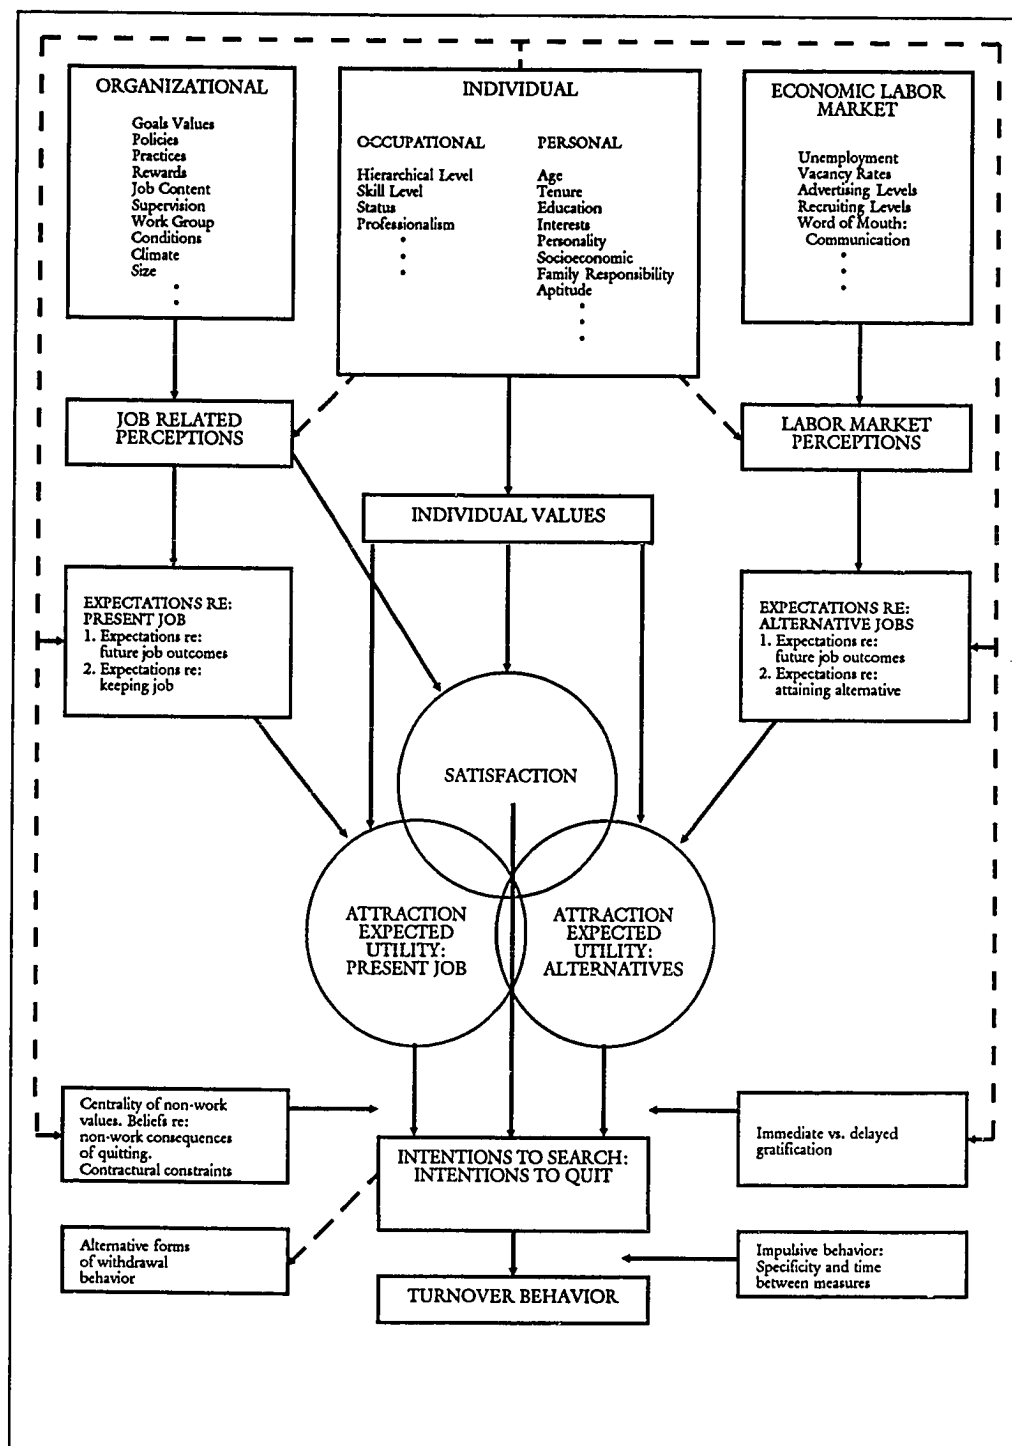 ORGANIZATIONAL
Goals Values
Policies
Practices
Rewards
Job Content
Supervision
Work Group
Conditions
Climate
Size
INDIVIDUAL
OCCUPATIONAL
Hierarchical Level
Skill Level
Status
Professionalism
PERSONAL
Age
Tenure
Education
Interests
Personality
Socioeconomic
Family Responsibility
Aptitude
ECONOMIC LABOR
MARKET
Unemployment
Vacancy Rates
Advertising Levels
Recruiting Levels
Word of Mouth:
Communication
JOB RELATED
PERCEPTIONS
LABOR MARKET
PERCEPTIONS
INDIVIDUAL VALUES
EXPECTATIONS RE:
PRESENT JOB
1. Expectations re:
future job outcomes
2. Expectations re:
keeping job
EXPECTATIONS RE:
ALTERNATIVE JOBS
1. Expectations re:
future job outcomes
2. Expectations re:
attaining alternative
SATISFACTION
ATTRACTION
EXPECTED
UTILITY:
PRESENT JOB
ATTRACTION
EXPECTED
UTILITY:
ALTERNATIVES
Centrality of non-work
values. Beliefs re:
non-work consequences
of quitting.
Contractural constraints
Immediate vs. delayed
gratification
INTENTIONS TO SEARCH:
INTENTIONS TO QUIT
Alternative forms
of withdrawal
behavior
Impulsive behavior:
Specificity and time
between measures
TURNOVER BEHAVIOR